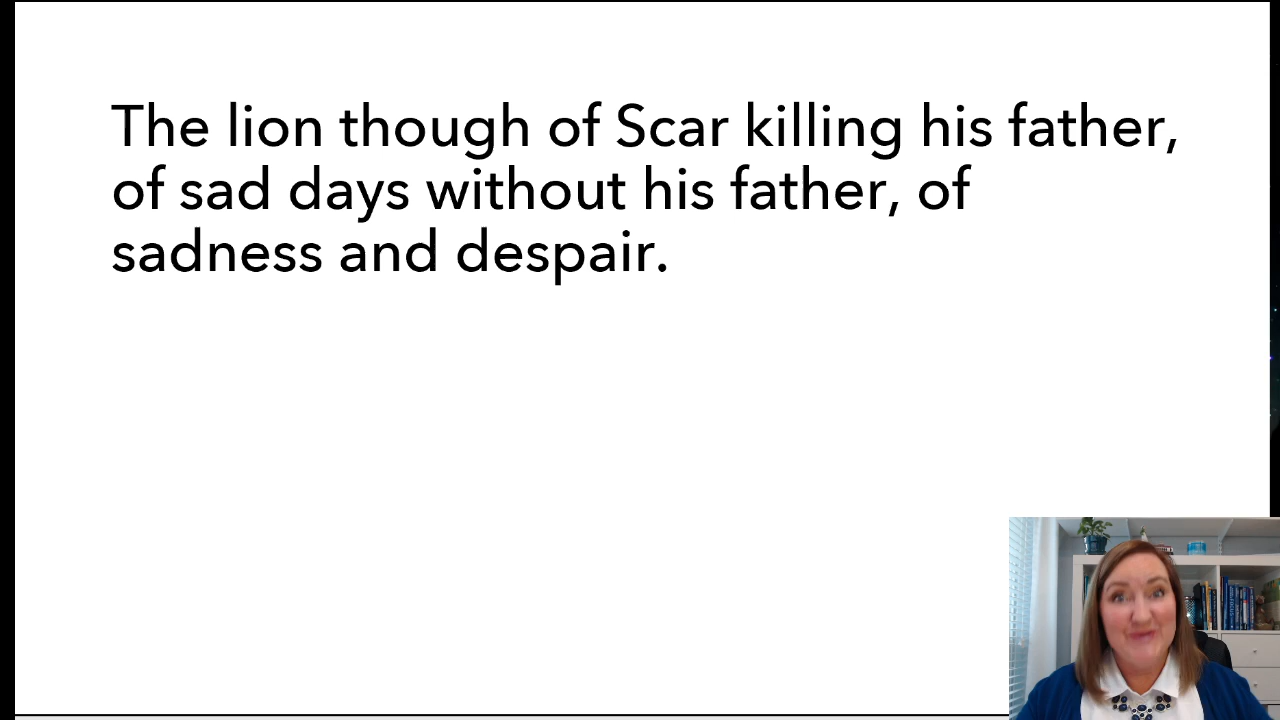 The lion though of Scar killing his father,
of sad days without his father, of
sadness and despair.